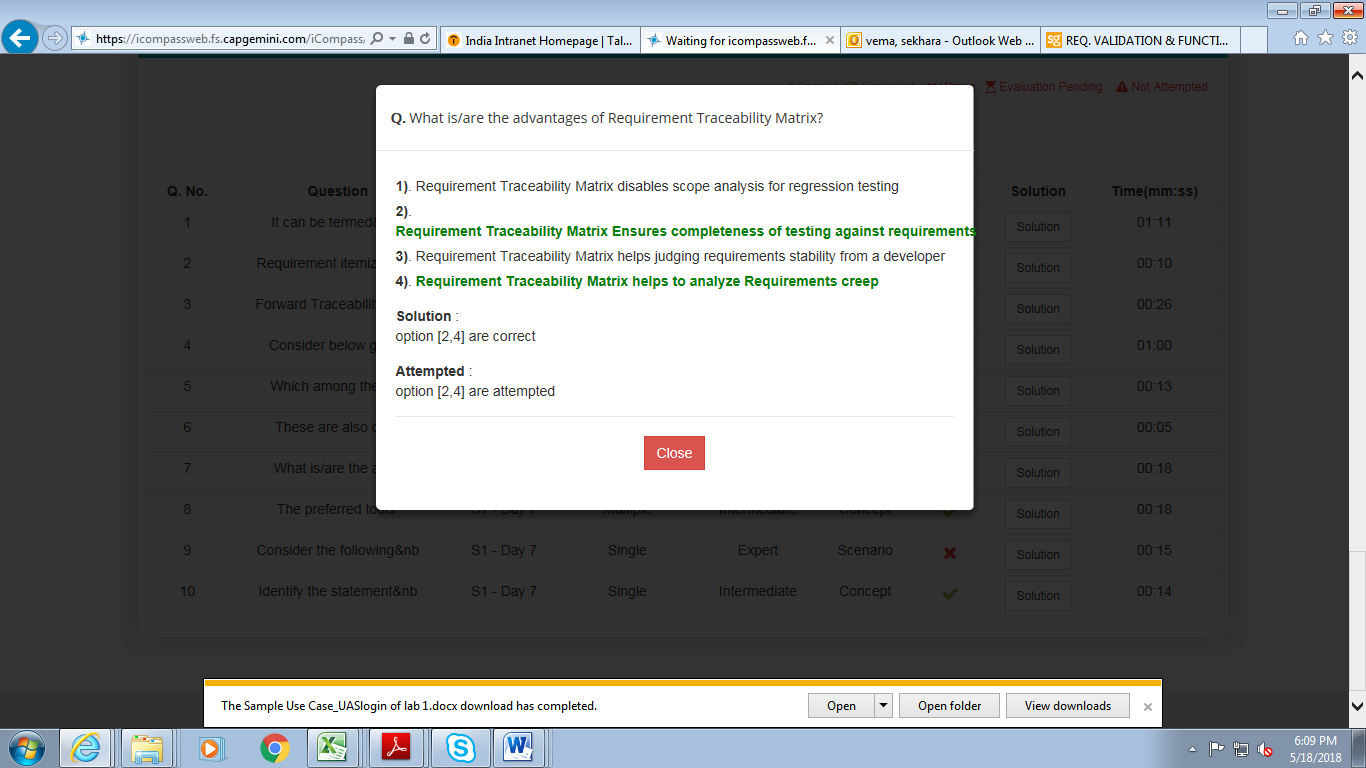 https://icompassweb.fs.capgemini.com/iCompass,
India Intranet Homepage | Tal...
Waiting for icompassweb.f...
vema, sekhara - Outlook Web ...
REQ. VALIDATION & FUNCTI...
Evaluation Pending
Not Attempted
Q. What is/are the advantages of Requirement Traceability Matrix?
1). Requirement Traceability Matrix disables scope analysis for regression testing
2).
Requirement Traceability Matrix Ensures completeness of testing against requirements
3). Requirement Traceability Matrix helps judging requirements stability from a developer
4). Requirement Traceability Matrix helps to analyze Requirements creep
Solution :
option [2,4] are correct
Attempted :
option [2,4] are attempted
Close
Q. No. Question Solution Time(mm:ss)
1 It can be termed& Solution 01:11
2 Requirement itemiz Solution 00:10
3 Forward Traceabilit Solution 00:26
4 Consider below g Solution 01:00
5 Which among the Solution 00:13
6 These are also Solution 00:05
7 What is/are the a Solution 00:18
8 The preferred tools S1 - Day 7 Multiple Intermediate Concept Solution 00:18
9 Consider the following&nb S1 - Day 7 Single Expert Scenario Solution 00:15
10 Identify the statement&nb S1 - Day 7 Single Intermediate Concept Solution 00:14
The Sample Use Case_UASlogin of lab 1.docx download has completed.
Open
Open folder
View downloads
6:09 PM
5/18/2018